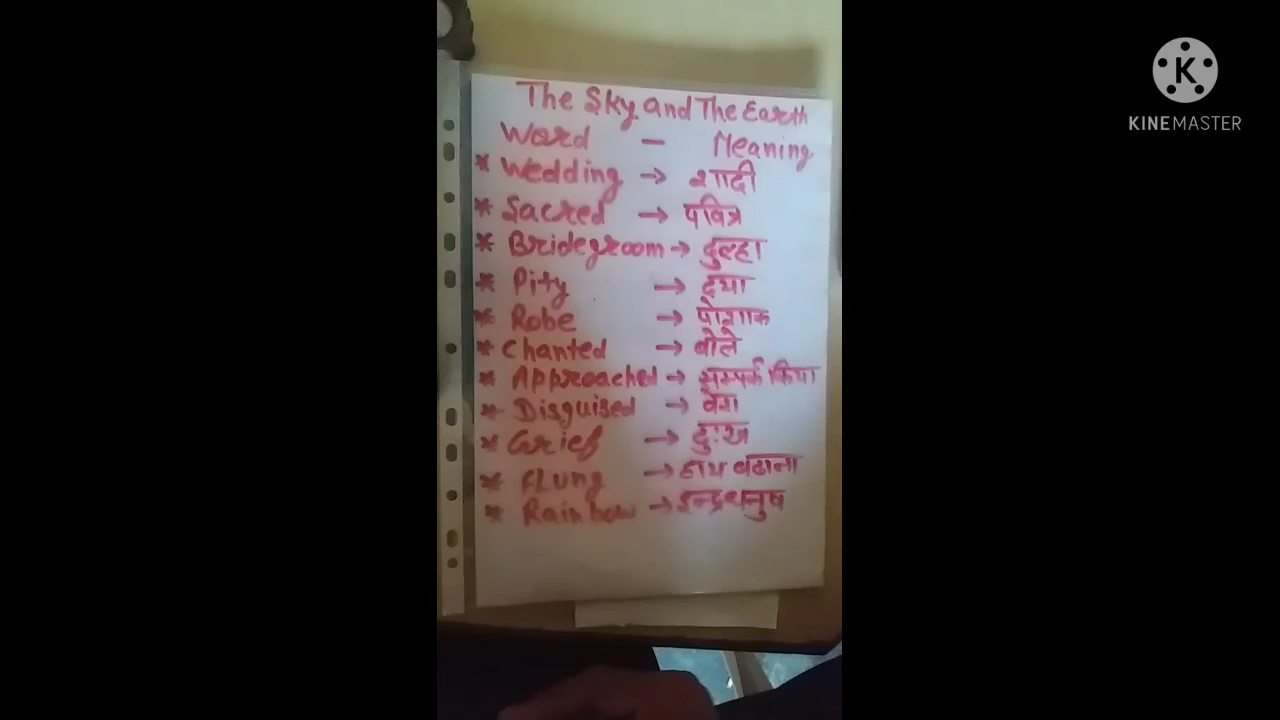 The Sky and The Earth
Word - Meaning
* Wedding → शादी
* Sacred → पवित्र
* Bridegroom → दुल्हा
* Pity → दया
* Robe → पोशाक
* Chanted → बोले
* Approached → सम्पर्क किया
* Disguised → वेश
* Grief → दुःख
* FLung → हाथ बढाना
* Rainbow → इन्द्रधनुष
K
KINEMASTER